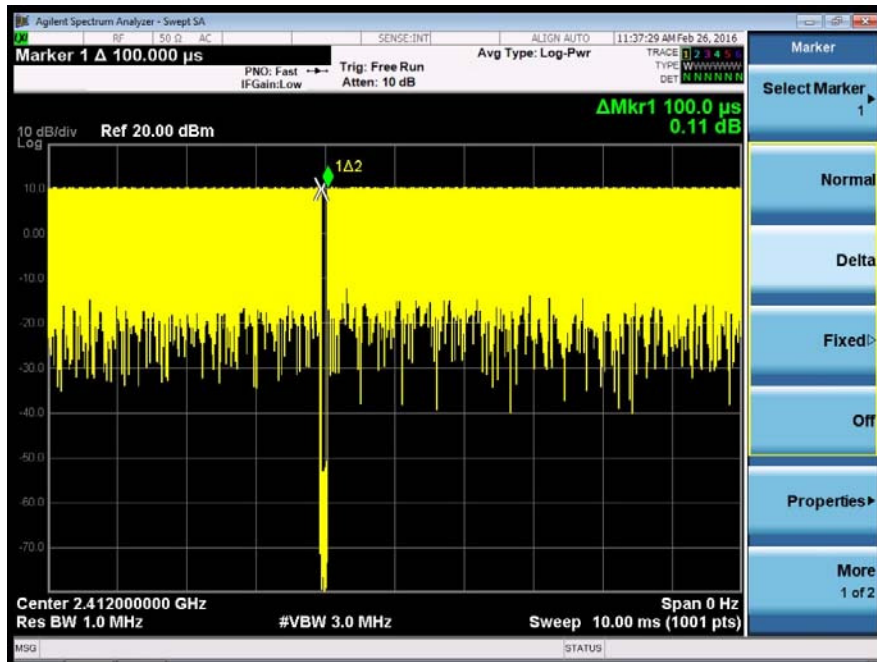 Agilent Spectrum Analyzer - Swept SA
RF 50 Ω AC SENSE:INT ALIGN AUTO 11:37:29 AM Feb 26, 2016
Marker 1 Δ 100.000 µs
PNO: Fast
IFGain:Low
Trig: Free Run
Atten: 10 dB
Avg Type: Log-Pwr
TRACE 1 2 3 4 5 6
TYPE WWWWWW
DET N N N N N N
ΔMkr1 100.0 µs
0.11 dB
10 dB/div Ref 20.00 dBm
Log
1Δ2
10.0
0.00
-10.0
-20.0
-30.0
-40.0
-50.0
-60.0
-70.0
Center 2.412000000 GHz Span 0 Hz
Res BW 1.0 MHz #VBW 3.0 MHz Sweep 10.00 ms (1001 pts)
MSG STATUS
Marker
Select Marker
1
Normal
Delta
Fixed
Off
Properties
More
1 of 2